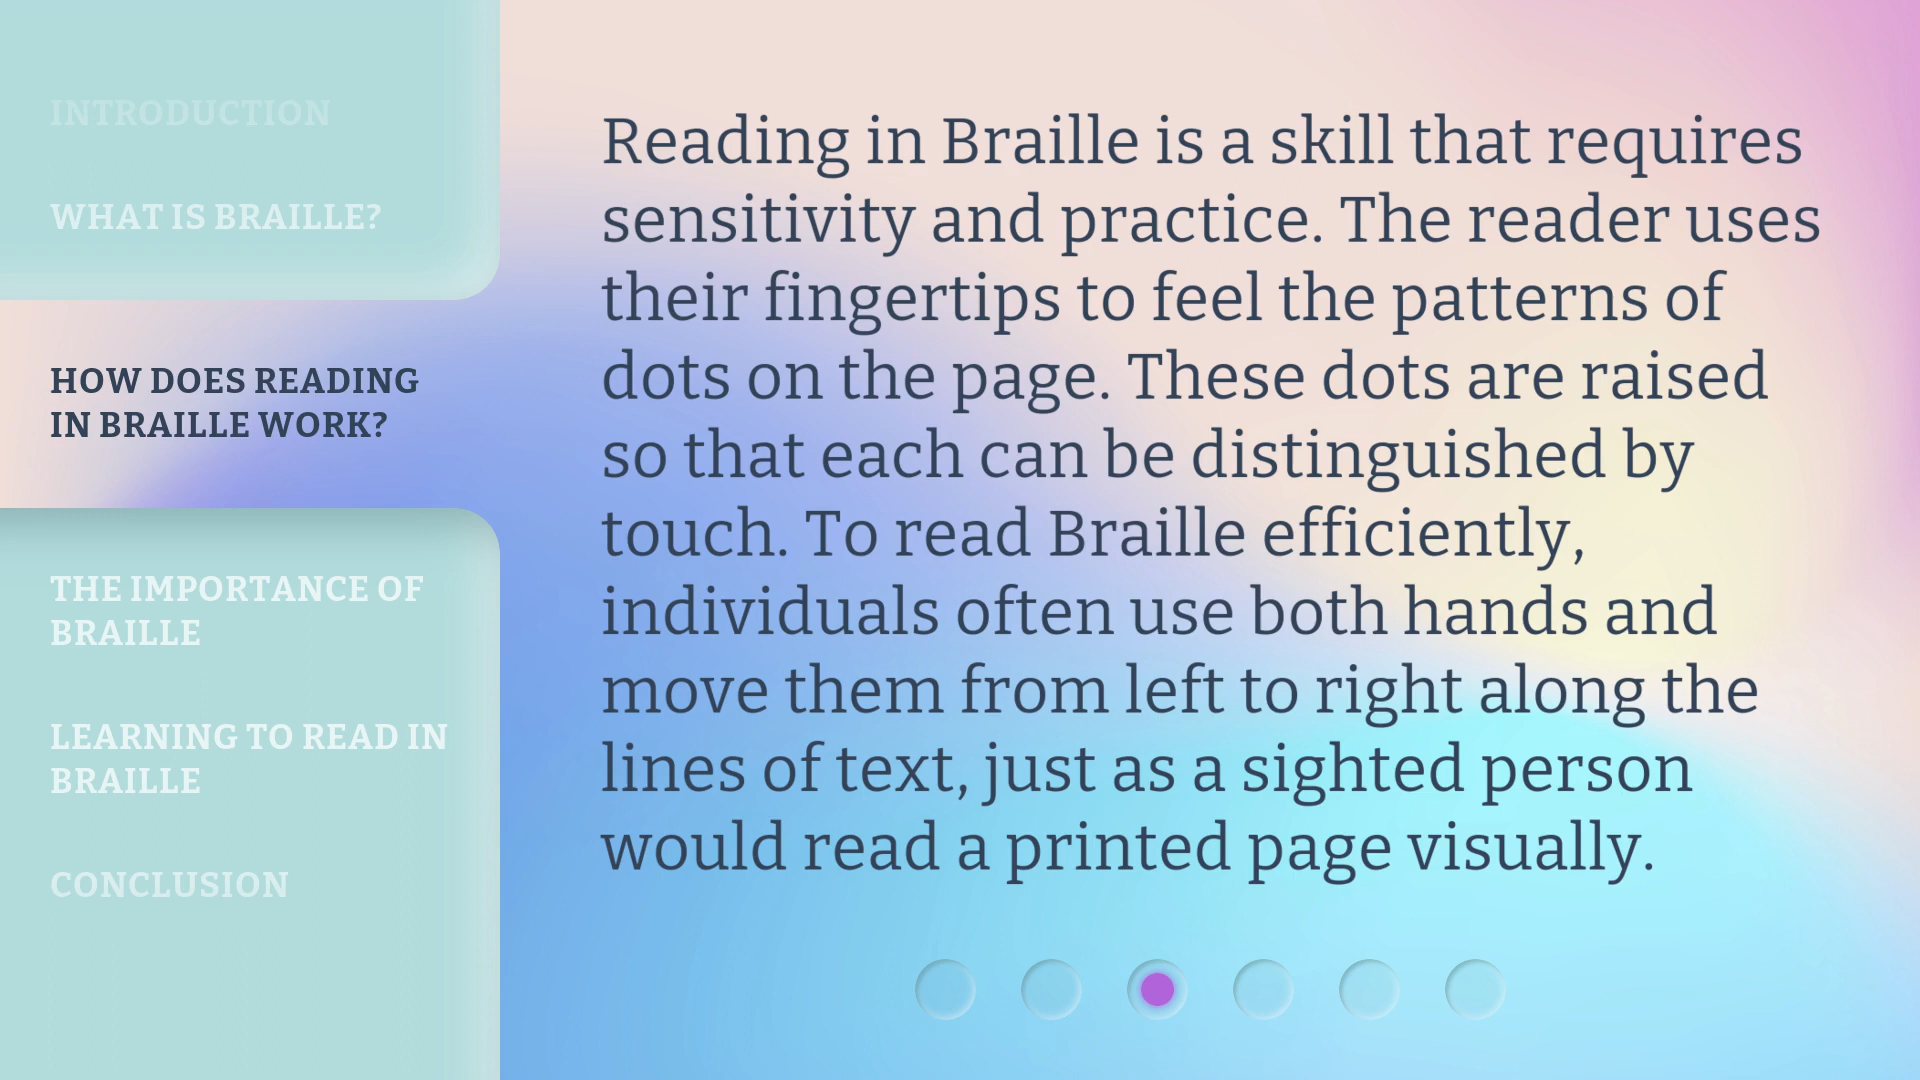 INTRODUCTION
WHAT IS BRAILLE?
HOW DOES READING
IN BRAILLE WORK?
THE IMPORTANCE OF
BRAILLE
LEARNING TO READ IN
BRAILLE
CONCLUSION
Reading in Braille is a skill that requires
sensitivity and practice. The reader uses
their fingertips to feel the patterns of
dots on the page. These dots are raised
so that each can be distinguished by
touch. To read Braille efficiently,
individuals often use both hands and
move them from left to right along the
lines of text, just as a sighted person
would read a printed page visually.